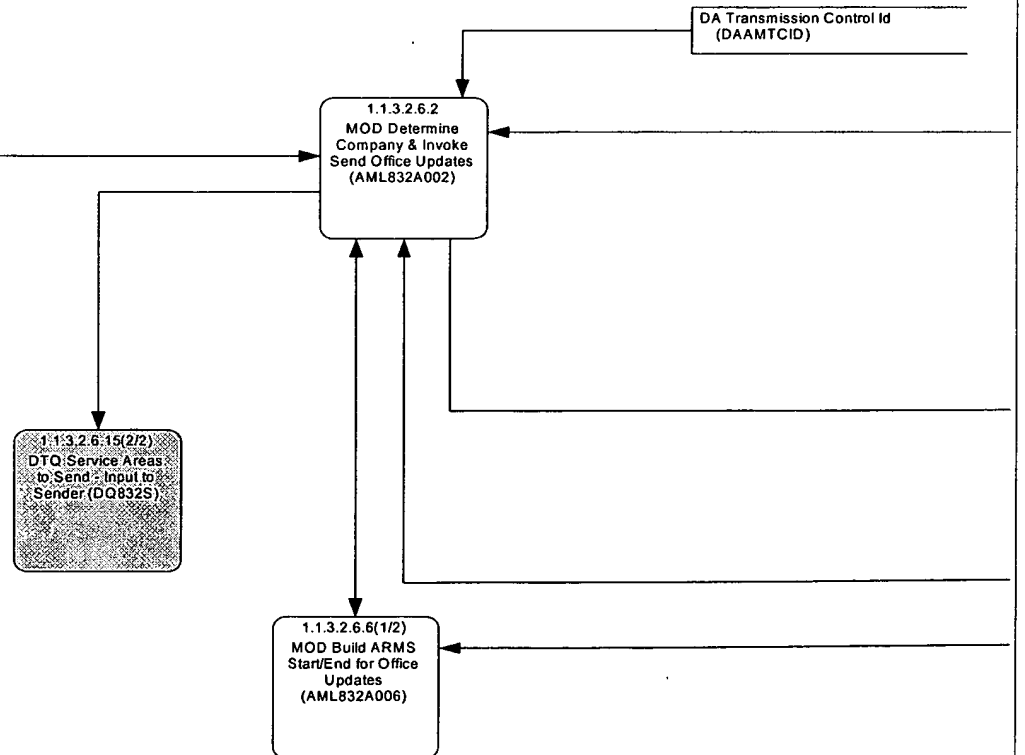 DA Transmission Control Id
(DAAMTCID)
1.1.3.2.6.2
MOD Determine
Company & Invoke
Send Office Updates
(AML832A002)
1.1.3.2.6.15(2/2)
DTQ Service Areas
to Send - Input to
Sender (DQ832S)
1.1.3.2.6.6(1/2)
MOD Build ARMS
Start/End for Office
Updates
(AML832A006)